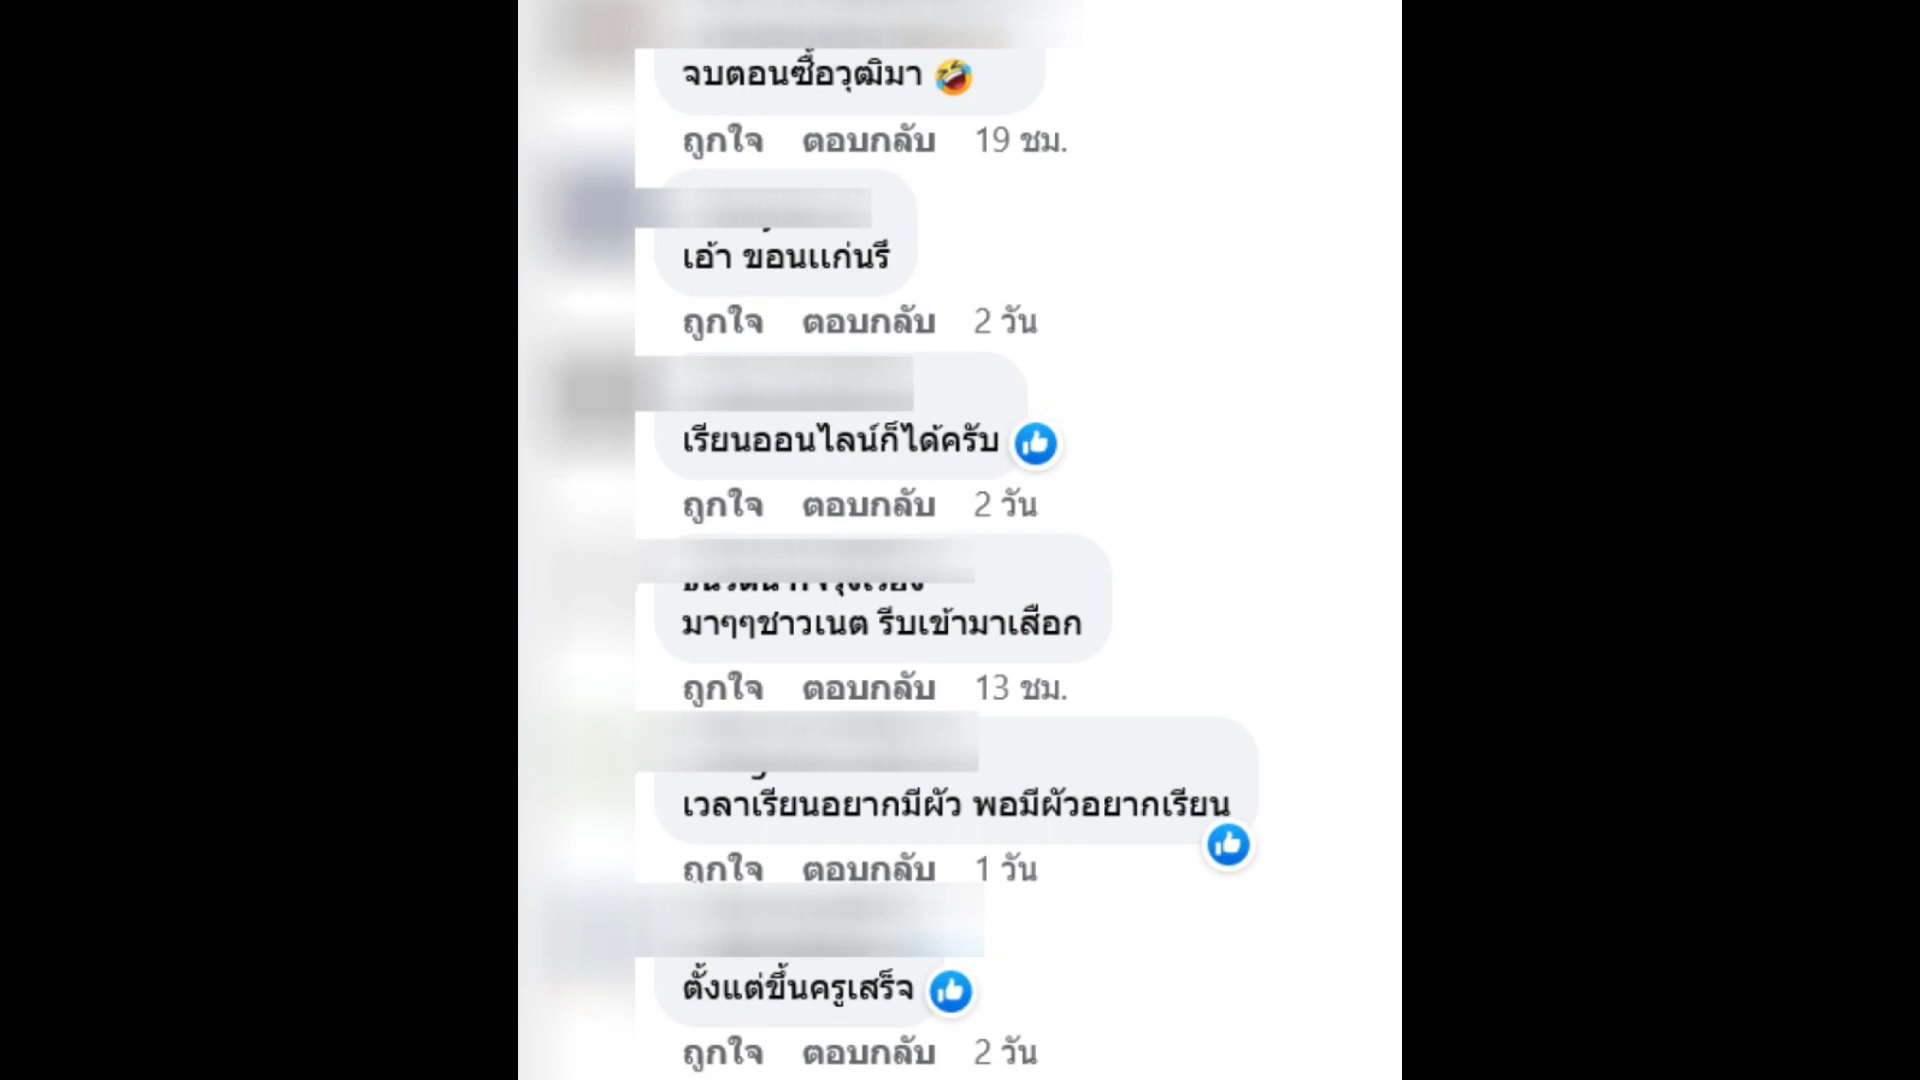 จบตอนซื้อวุฒิมา 🤣
ถูกใจ ตอบกลับ 19 ชม.
เอ้า ขอนแก่นรึ
ถูกใจ ตอบกลับ 2 วัน
เรียนออนไลน์ก็ได้ครับ
ถูกใจ ตอบกลับ 2 วัน
มาๆๆชาวเนต รีบเข้ามาเสือก
ถูกใจ ตอบกลับ 13 ชม.
เวลาเรียนอยากมีผัว พอมีผัวอยากเรียน
ถูกใจ ตอบกลับ 1 วัน
ตั้งแต่ขึ้นครูเสร็จ
ถูกใจ ตอบกลับ 2 วัน